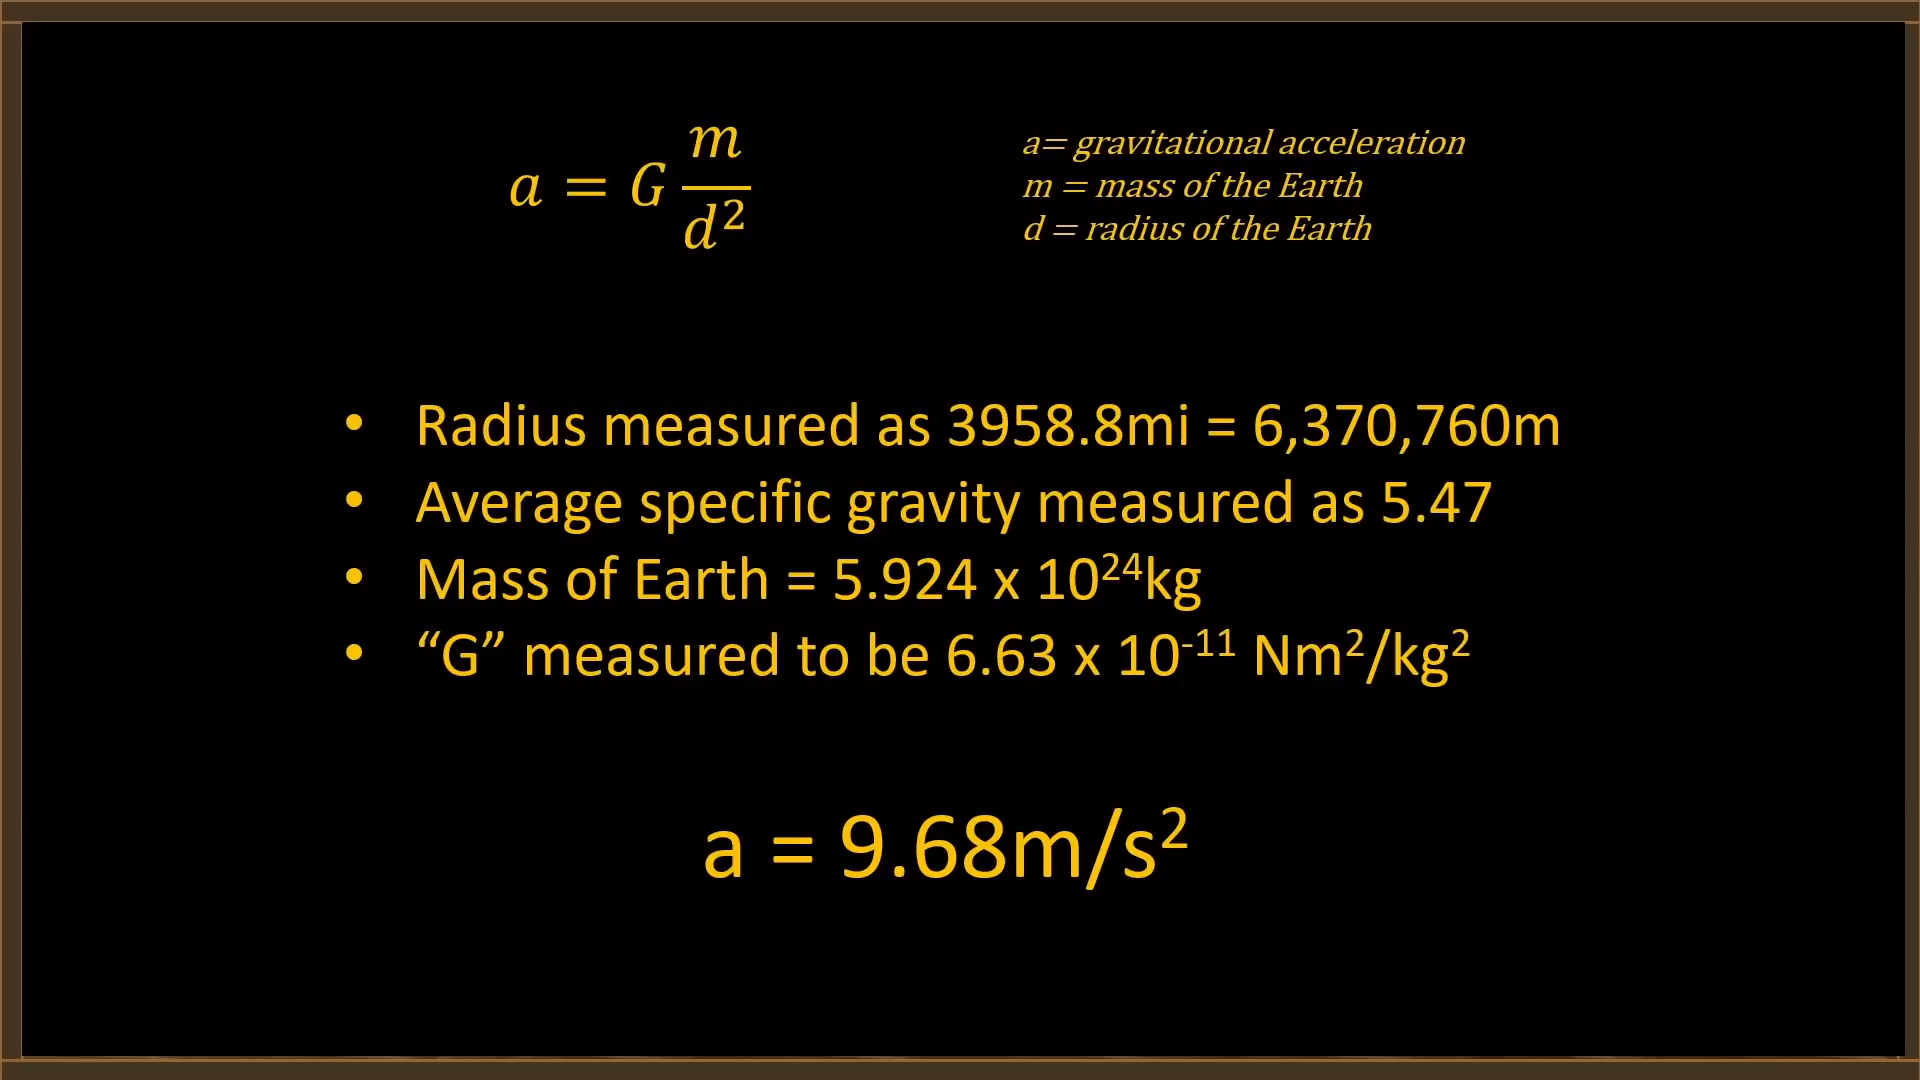 a = G m/d²
a= gravitational acceleration
m = mass of the Earth
d = radius of the Earth
• Radius measured as 3958.8mi = 6,370,760m
• Average specific gravity measured as 5.47
• Mass of Earth = 5.924 x 10²⁴kg
• “G” measured to be 6.63 x 10⁻¹¹ Nm²/kg²
a = 9.68m/s²